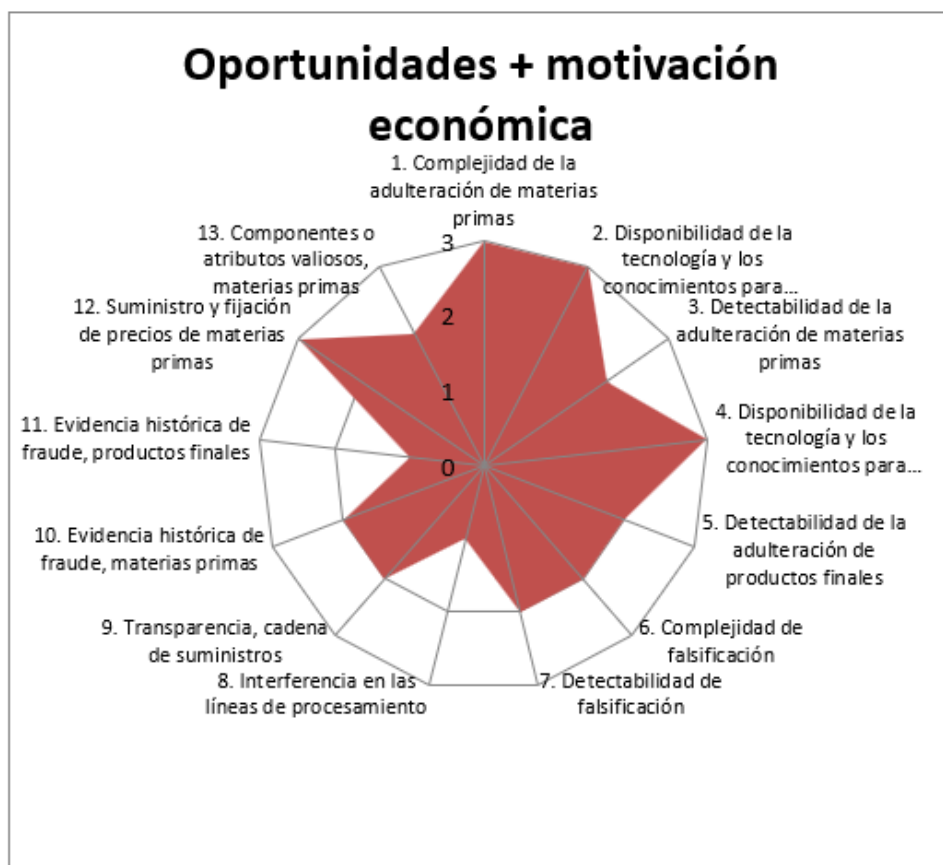 Oportunidades + motivación
económica
1. Complejidad de la
adulteración de materias
primas
2. Disponibilidad de la
tecnología y los
conocimientos para...
3. Detectabilidad de la
adulteración de materias
primas
4. Disponibilidad de la
tecnología y los
conocimientos para...
5. Detectabilidad de la
adulteración de
productos finales
6. Complejidad de
falsificación
7. Detectabilidad de
falsificación
8. Interferencia en las
líneas de procesamiento
9. Transparencia, cadena
de suministros
10. Evidencia histórica de
fraude, materias primas
11. Evidencia histórica de
fraude, productos finales
12. Suministro y fijación
de precios de materias
primas
13. Componentes o
atributos valiosos,
materias primas
3
2
1
0